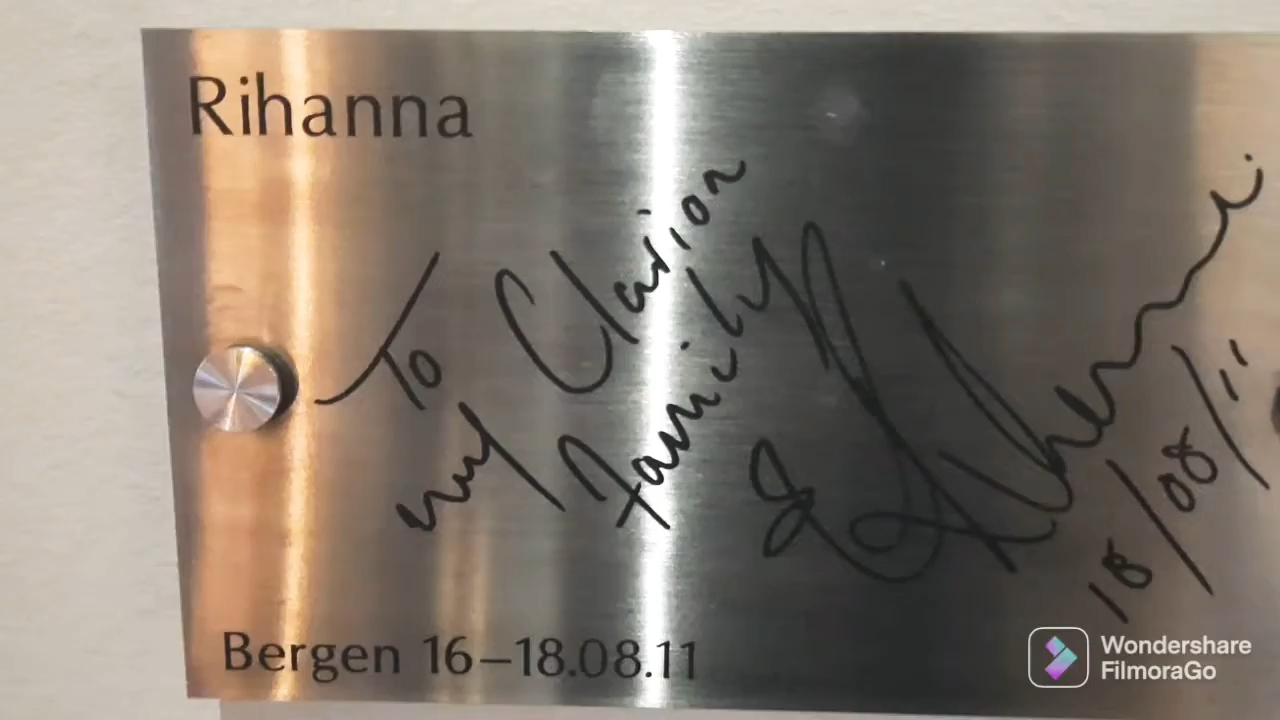 Rihanna
To
my Clarion
Family
18/08/11
Bergen 16–18.08.11
Wondershare
FilmoraGo